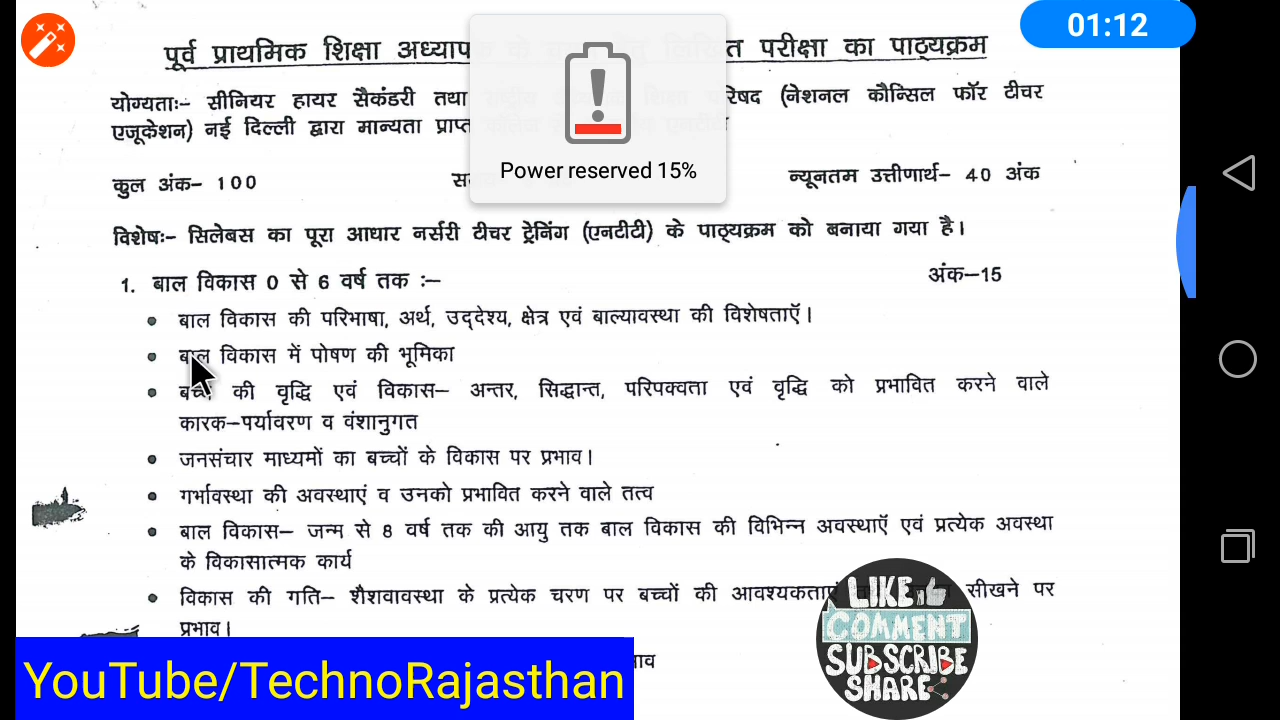 01:12
पूर्व प्राथमिक शिक्षा परीक्षा का पाठ्यक्रम
योग्यताः– सीनियर हायर सैकंडरी तथा (नेशनल कौन्सिल फॉर टीचर
एजूकेशन) नई दिल्ली द्वारा मान्यता प्राप्त
Power reserved 15%
कुल अंक– 100 न्यूनतम उत्तीणार्थ– 40 अंक
विशेषः– सिलेबस का पूरा आधार नर्सरी टीचर ट्रेनिंग (एनटीटी) के पाठ्यक्रम को बनाया गया है।
1. बाल विकास 0 से 6 वर्ष तक :– अंक–15
• बाल विकास की परिभाषा, अर्थ, उद्देश्य, क्षेत्र एवं बाल्यावस्था की विशेषताऍ।
• बाल विकास में पोषण की भूमिका
• की वृद्धि एवं विकास– अन्तर, सिद्धान्त, परिपक्वता एवं वृद्धि को प्रभावित करने वाले
कारक–पर्यावरण व वंशानुगत
• जनसंचार माध्यमों का बच्चों के विकास पर प्रभाव।
• गर्भावस्था की अवस्थाएं व उनको प्रभावित करने वाले तत्व
• बाल विकास– जन्म से 8 वर्ष तक की आयु तक बाल विकास की विभिन्न अवस्थाऍ एवं प्रत्येक अवस्था
के विकासात्मक कार्य
• विकास की गति– शैशवावस्था के प्रत्येक चरण पर बच्चों की आवश्यकताएं सीखने पर
प्रभाव।
YouTube/TechnoRajasthan
LIKE
COMMENT
SUBSCRIBE
SHARE